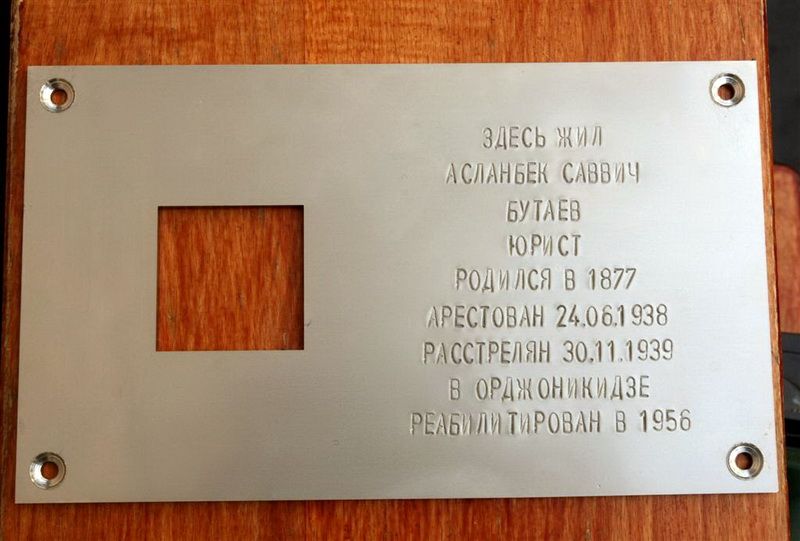 ЗДЕСЬ ЖИЛ
АСЛАНБЕК САВВИЧ
БУТАЕВ
ЮРИСТ
РОДИЛСЯ В 1877
АРЕСТОВАН 24.06.1938
РАССТРЕЛЯН 30.11.1939
В ОРДЖОНИКИДЗЕ
РЕАБИЛИТИРОВАН В 1956